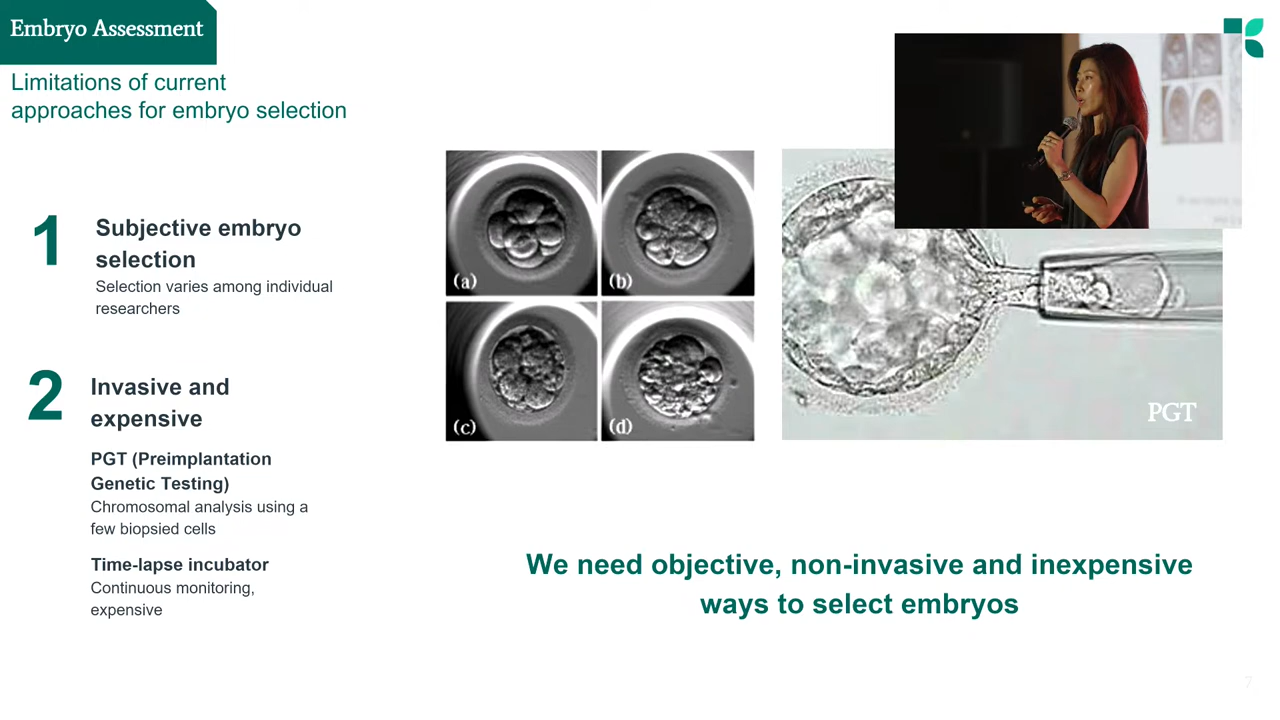 Embryo Assessment
Limitations of current
approaches for embryo selection
1
Subjective embryo
selection
Selection varies among individual
researchers
2
Invasive and
expensive
PGT (Preimplantation
Genetic Testing)
Chromosomal analysis using a
few biopsied cells
Time-lapse incubator
Continuous monitoring,
expensive
(a)
(b)
(c)
(d)
PGT
We need objective, non-invasive and inexpensive
ways to select embryos
7